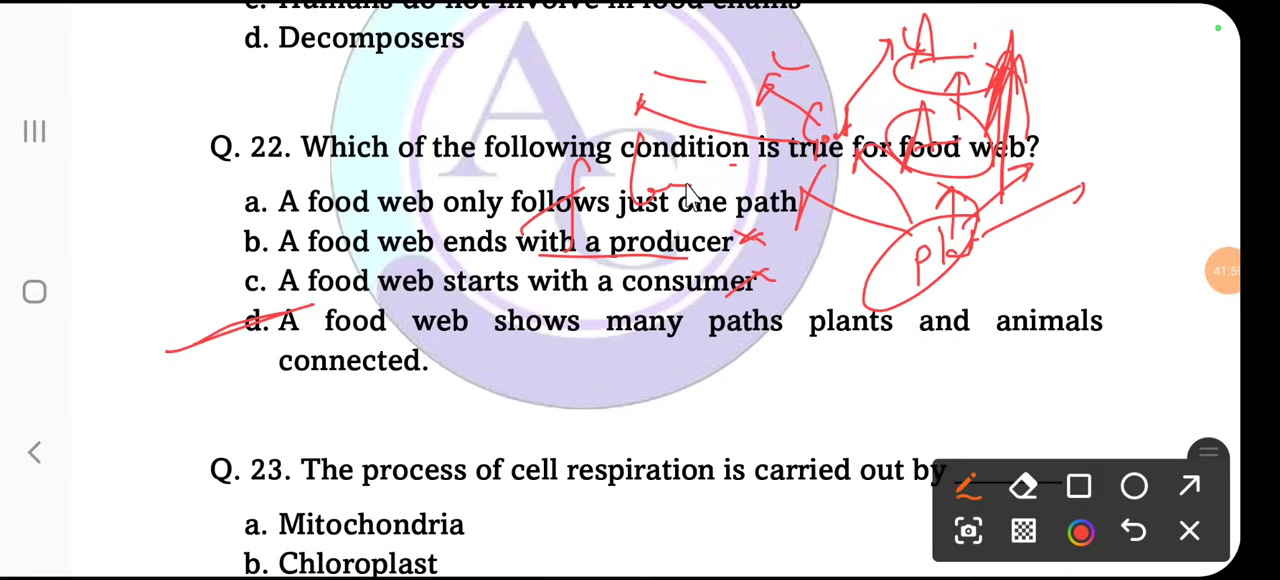 d. Decomposers
Q. 22. Which of the following condition is true for food web?
a. A food web only follows just one path
b. A food web ends with a producer
c. A food web starts with a consumer
d. A food web shows many paths plants and animals
connected.
41:59
Q. 23. The process of cell respiration is carried out by
a. Mitochondria
b. Chloroplast